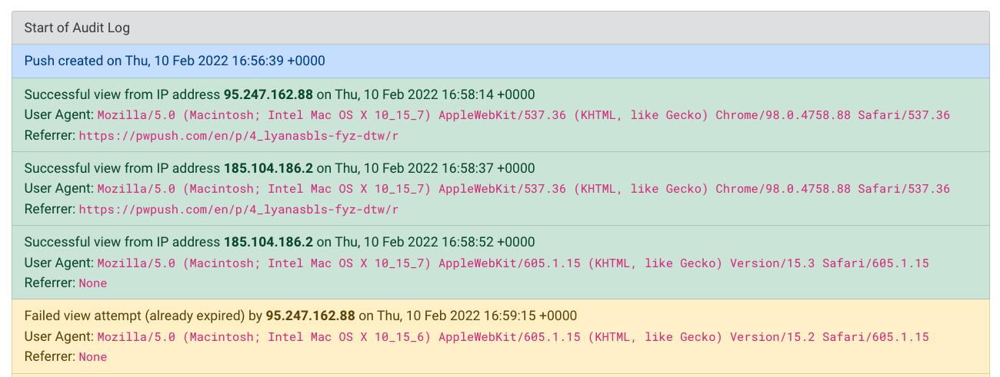 Start of Audit Log
Push created on Thu, 10 Feb 2022 16:56:39 +0000
Successful view from IP address 95.247.162.88 on Thu, 10 Feb 2022 16:58:14 +0000
User Agent: Mozilla/5.0 (Macintosh; Intel Mac OS X 10_15_7) AppleWebKit/537.36 (KHTML, like Gecko) Chrome/98.0.4758.88 Safari/537.36
Referrer: https://pwpush.com/en/p/4_lyanasbls-fyz-dtw/r
Successful view from IP address 185.104.186.2 on Thu, 10 Feb 2022 16:58:37 +0000
User Agent: Mozilla/5.0 (Macintosh; Intel Mac OS X 10_15_7) AppleWebKit/537.36 (KHTML, like Gecko) Chrome/98.0.4758.88 Safari/537.36
Referrer: https://pwpush.com/en/p/4_lyanasbls-fyz-dtw/r
Successful view from IP address 185.104.186.2 on Thu, 10 Feb 2022 16:58:52 +0000
User Agent: Mozilla/5.0 (Macintosh; Intel Mac OS X 10_15_7) AppleWebKit/605.1.15 (KHTML, like Gecko) Version/15.3 Safari/605.1.15
Referrer: None
Failed view attempt (already expired) by 95.247.162.88 on Thu, 10 Feb 2022 16:59:15 +0000
User Agent: Mozilla/5.0 (Macintosh; Intel Mac OS X 10_15_6) AppleWebKit/605.1.15 (KHTML, like Gecko) Version/15.2 Safari/605.1.15
Referrer: None